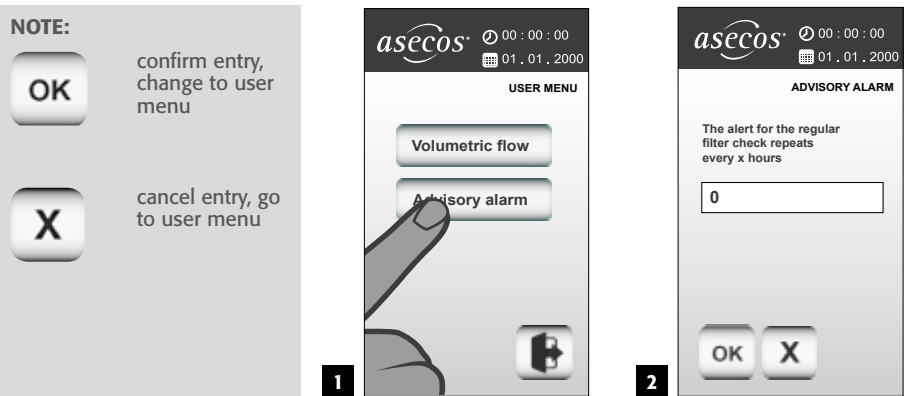 NOTE:
OK
confirm entry,
change to user
menu
X
cancel entry, go
to user menu
1
asecos
00 : 00 : 00
01 . 01 . 2000
USER MENU
Volumetric flow
Advisory alarm
2
asecos
00 : 00 : 00
01 . 01 . 2000
ADVISORY ALARM
The alert for the regular
filter check repeats
every x hours
0
OK
X